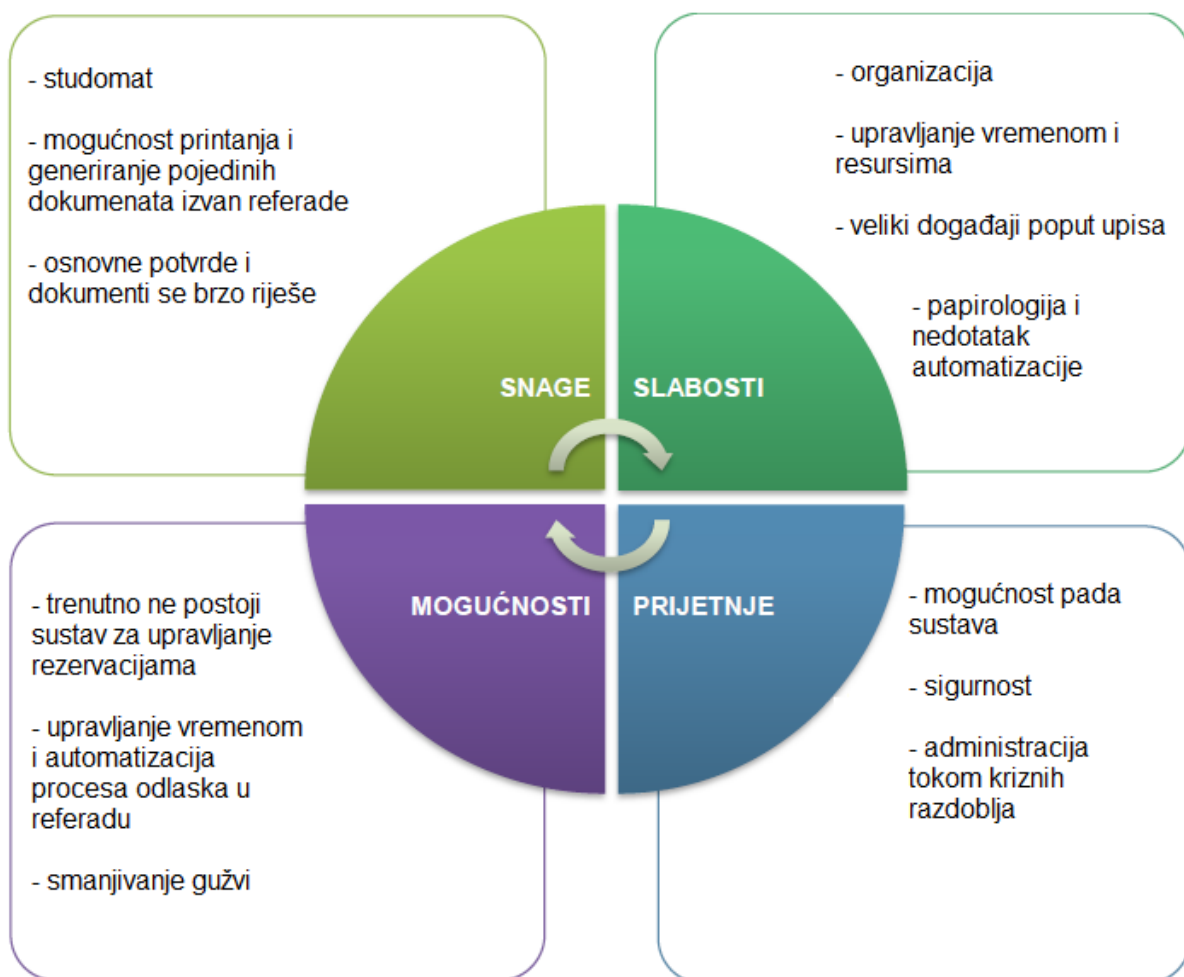 - studomat
- mogućnost printanja i
generiranje pojedinih
dokumenata izvan referade
- osnovne potvrde i
dokumenti se brzo riješe
- organizacija
- upravljanje vremenom i
resursima
- veliki događaji poput upisa
- papirologija i
nedotatak
automatizacije
SNAGE
SLABOSTI
MOGUĆNOSTI
PRIJETNJE
- trenutno ne postoji
sustav za upravljanje
rezervacijama
- upravljanje vremenom
i automatizacija
procesa odlaska u
referadu
- smanjivanje gužvi
- mogućnost pada
sustava
- sigurnost
- administracija
tokom kriznih
razdoblja